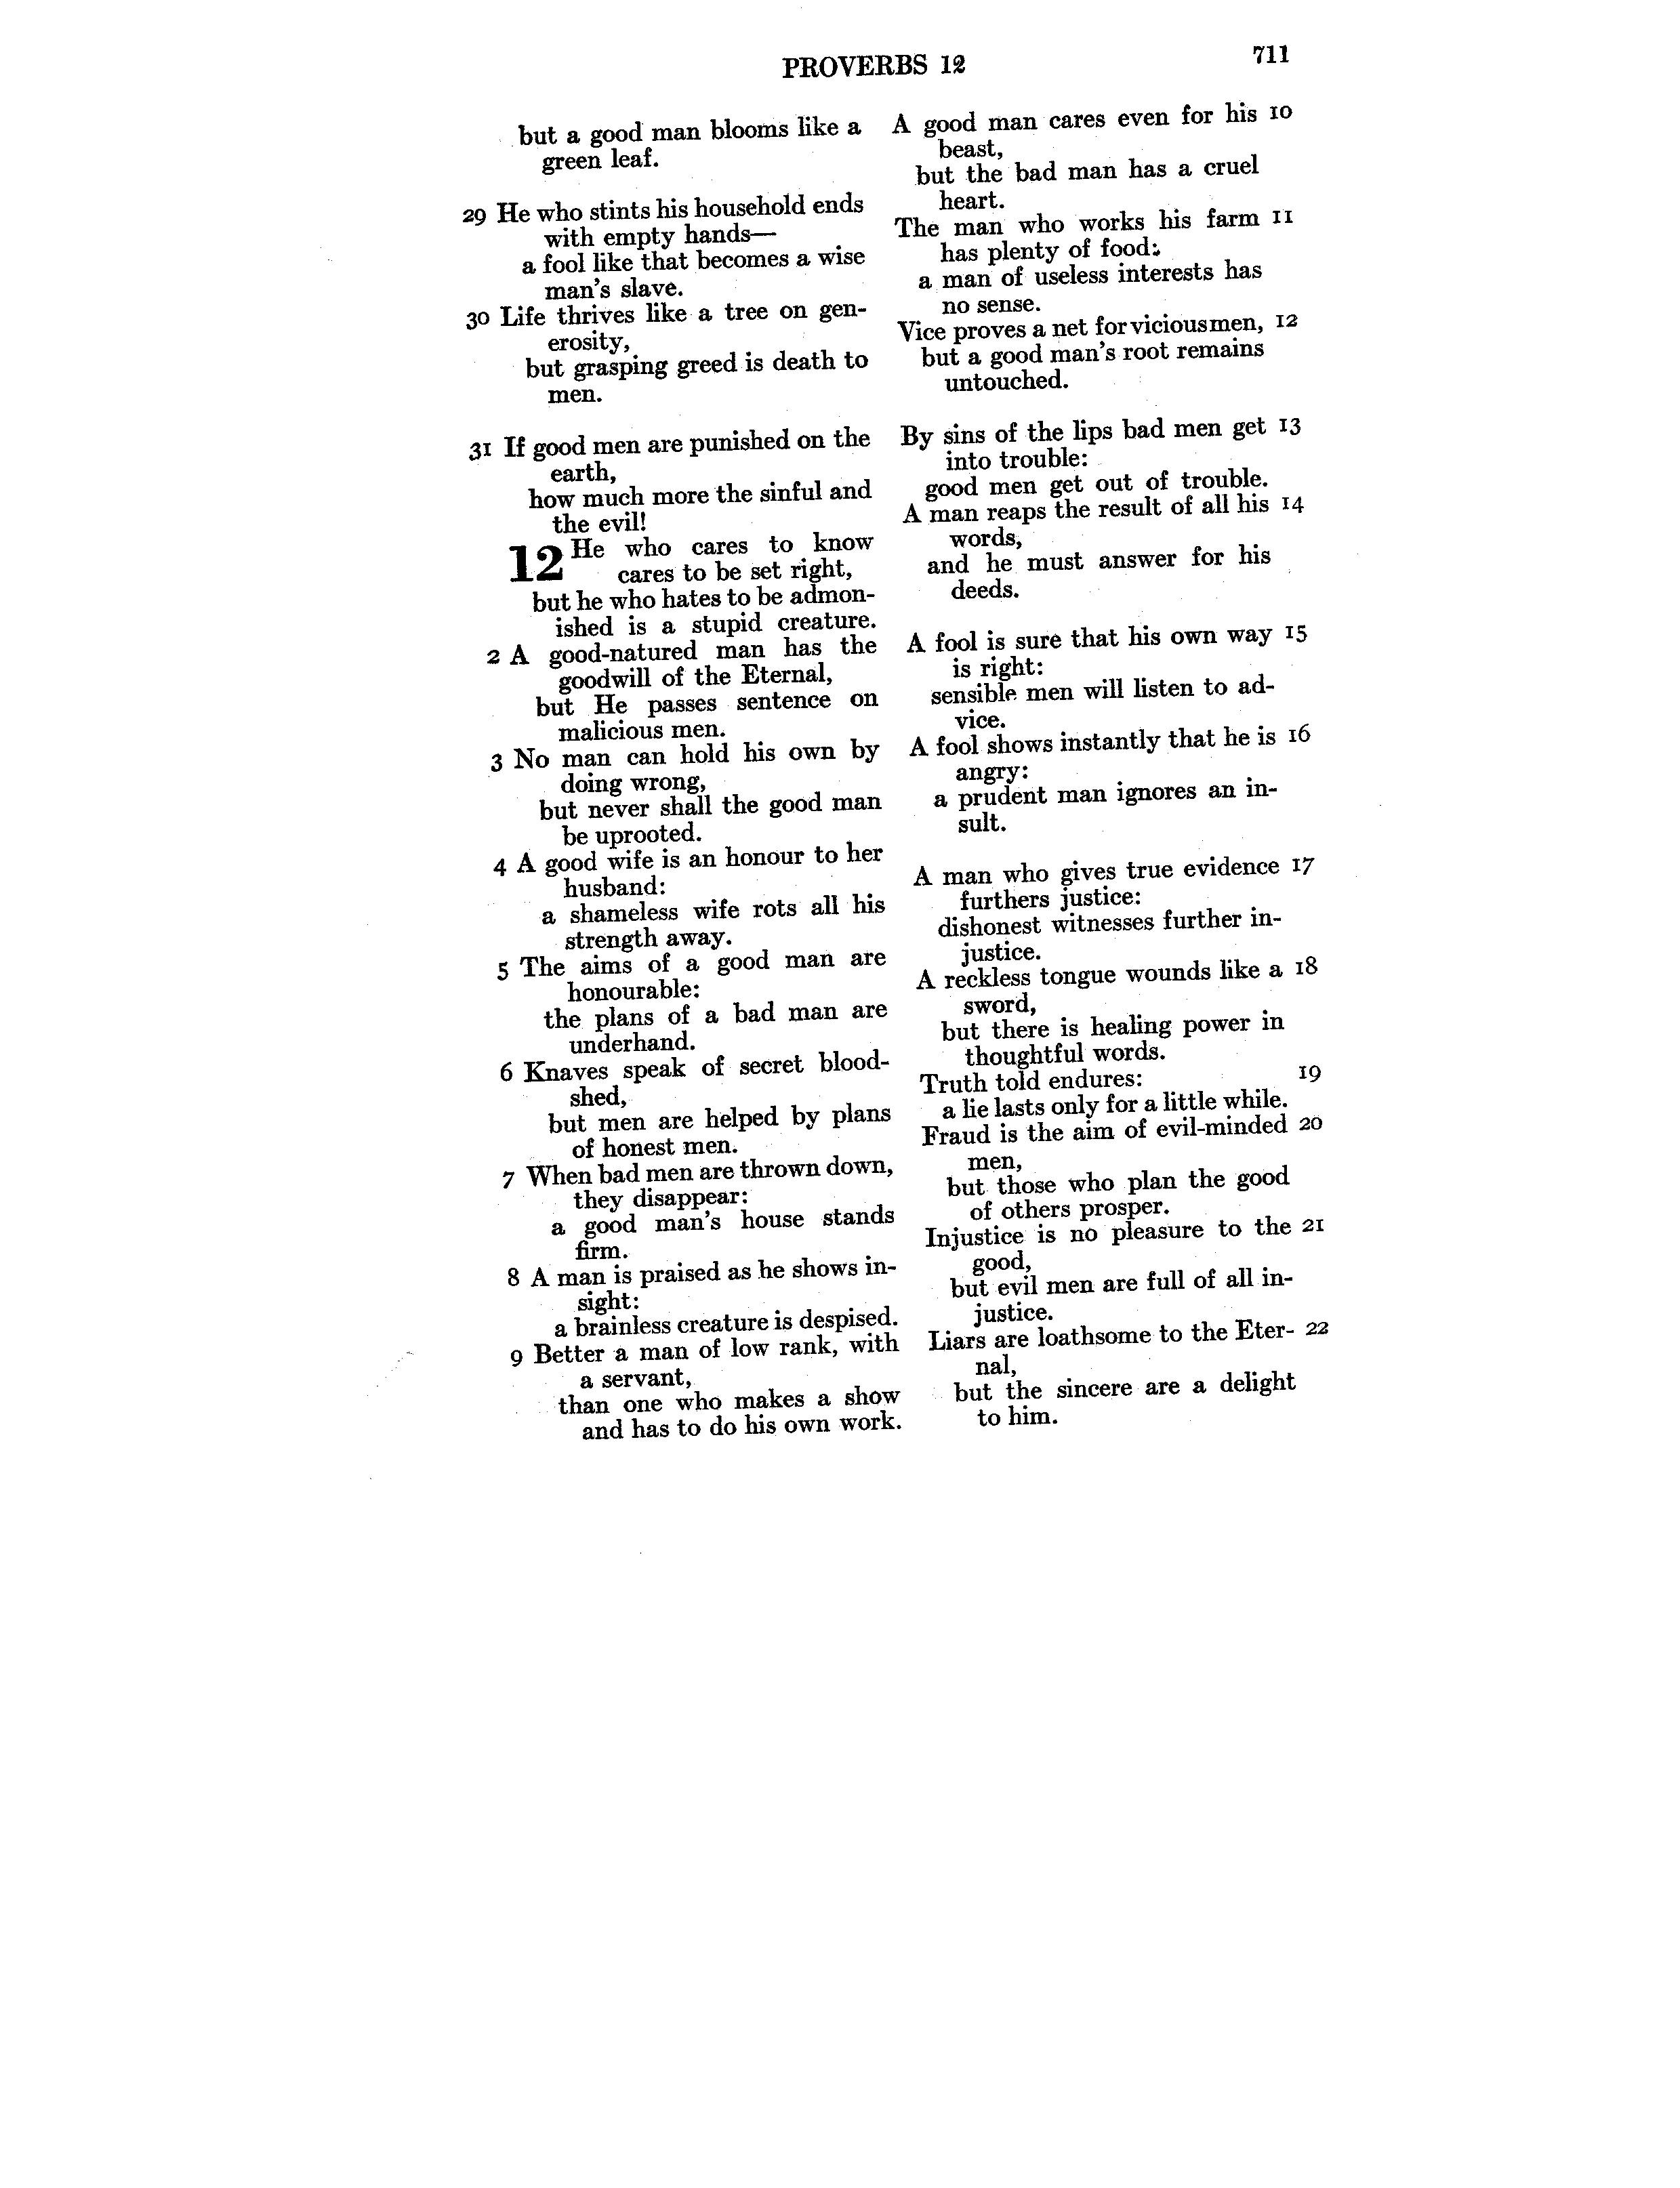 PROVERBS 12 711
but a good man blooms like a
green leaf.
29 He who stints his household ends
with empty hands—
a fool like that becomes a wise
man's slave.
30 Life thrives like a tree on gen-
erosity,
but grasping greed is death to
men.
31 If good men are punished on the
earth,
how much more the sinful and
the evil!
12 He who cares to know
cares to be set right,
but he who hates to be admon-
ished is a stupid creature.
2 A good-natured man has the
goodwill of the Eternal,
but He passes sentence on
malicious men.
3 No man can hold his own by
doing wrong,
but never shall the good man
be uprooted.
4 A good wife is an honour to her
husband:
a shameless wife rots all his
strength away.
5 The aims of a good man are
honourable:
the plans of a bad man are
underhand.
6 Knaves speak of secret blood-
shed,
but men are helped by plans
of honest men.
7 When bad men are thrown down,
they disappear:
a good man's house stands
firm.
8 A man is praised as he shows in-
sight:
a brainless creature is despised.
9 Better a man of low rank, with
a servant,
than one who makes a show
and has to do his own work.
A good man cares even for his 10
beast,
but the bad man has a cruel
heart.
The man who works his farm 11
has plenty of food:
a man of useless interests has
no sense.
Vice proves a net for vicious men, 12
but a good man's root remains
untouched.
By sins of the lips bad men get 13
into trouble:
good men get out of trouble.
A man reaps the result of all his 14
words,
and he must answer for his
deeds.
A fool is sure that his own way 15
is right:
sensible men will listen to ad-
vice.
A fool shows instantly that he is 16
angry:
a prudent man ignores an in-
sult.
A man who gives true evidence 17
furthers justice:
dishonest witnesses further in-
justice.
A reckless tongue wounds like a 18
sword,
but there is healing power in
thoughtful words.
Truth told endures: 19
a lie lasts only for a little while.
Fraud is the aim of evil-minded 20
men,
but those who plan the good
of others prosper.
Injustice is no pleasure to the 21
good,
but evil men are full of all in-
justice.
Liars are loathsome to the Eter- 22
nal,
but the sincere are a delight
to him.